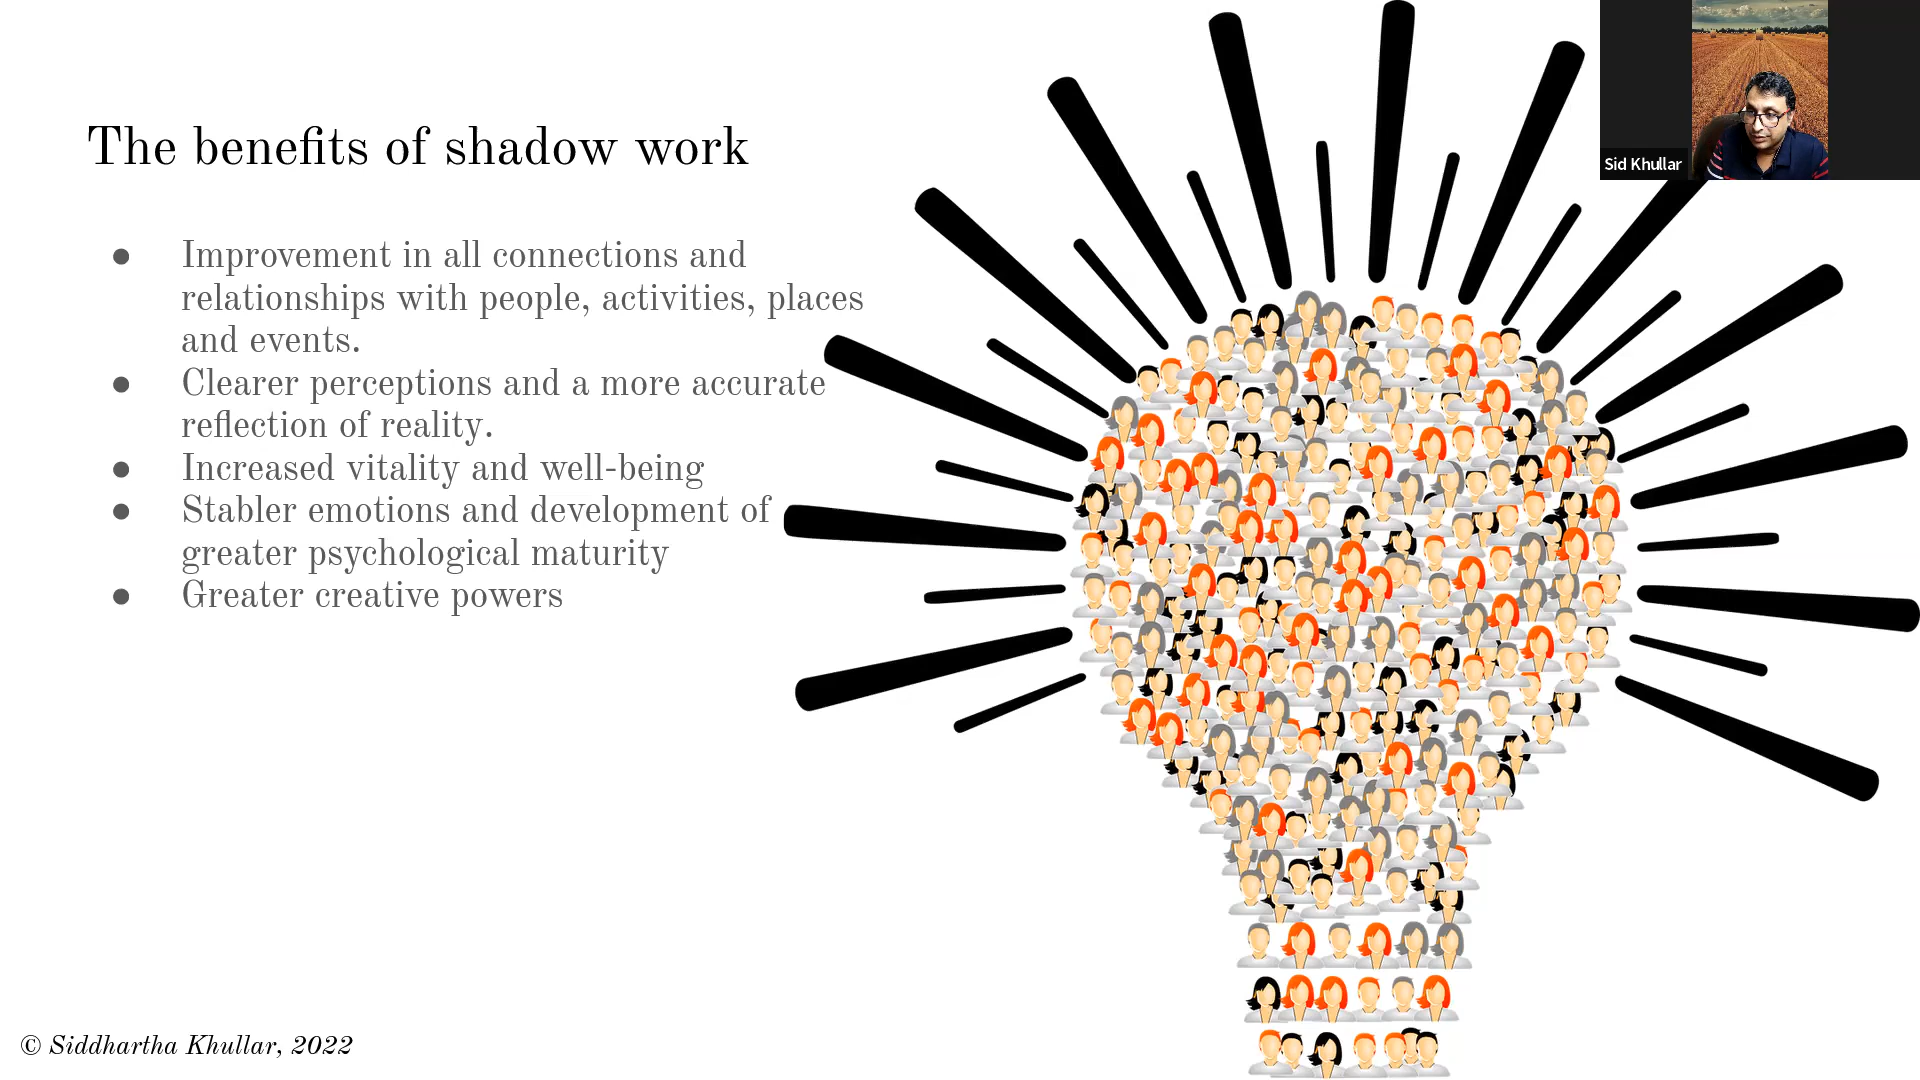 The benefits of shadow work
● Improvement in all connections and
relationships with people, activities, places
and events.
● Clearer perceptions and a more accurate
reflection of reality.
● Increased vitality and well-being
● Stabler emotions and development of
greater psychological maturity
● Greater creative powers
Sid Khullar
© Siddhartha Khullar, 2022